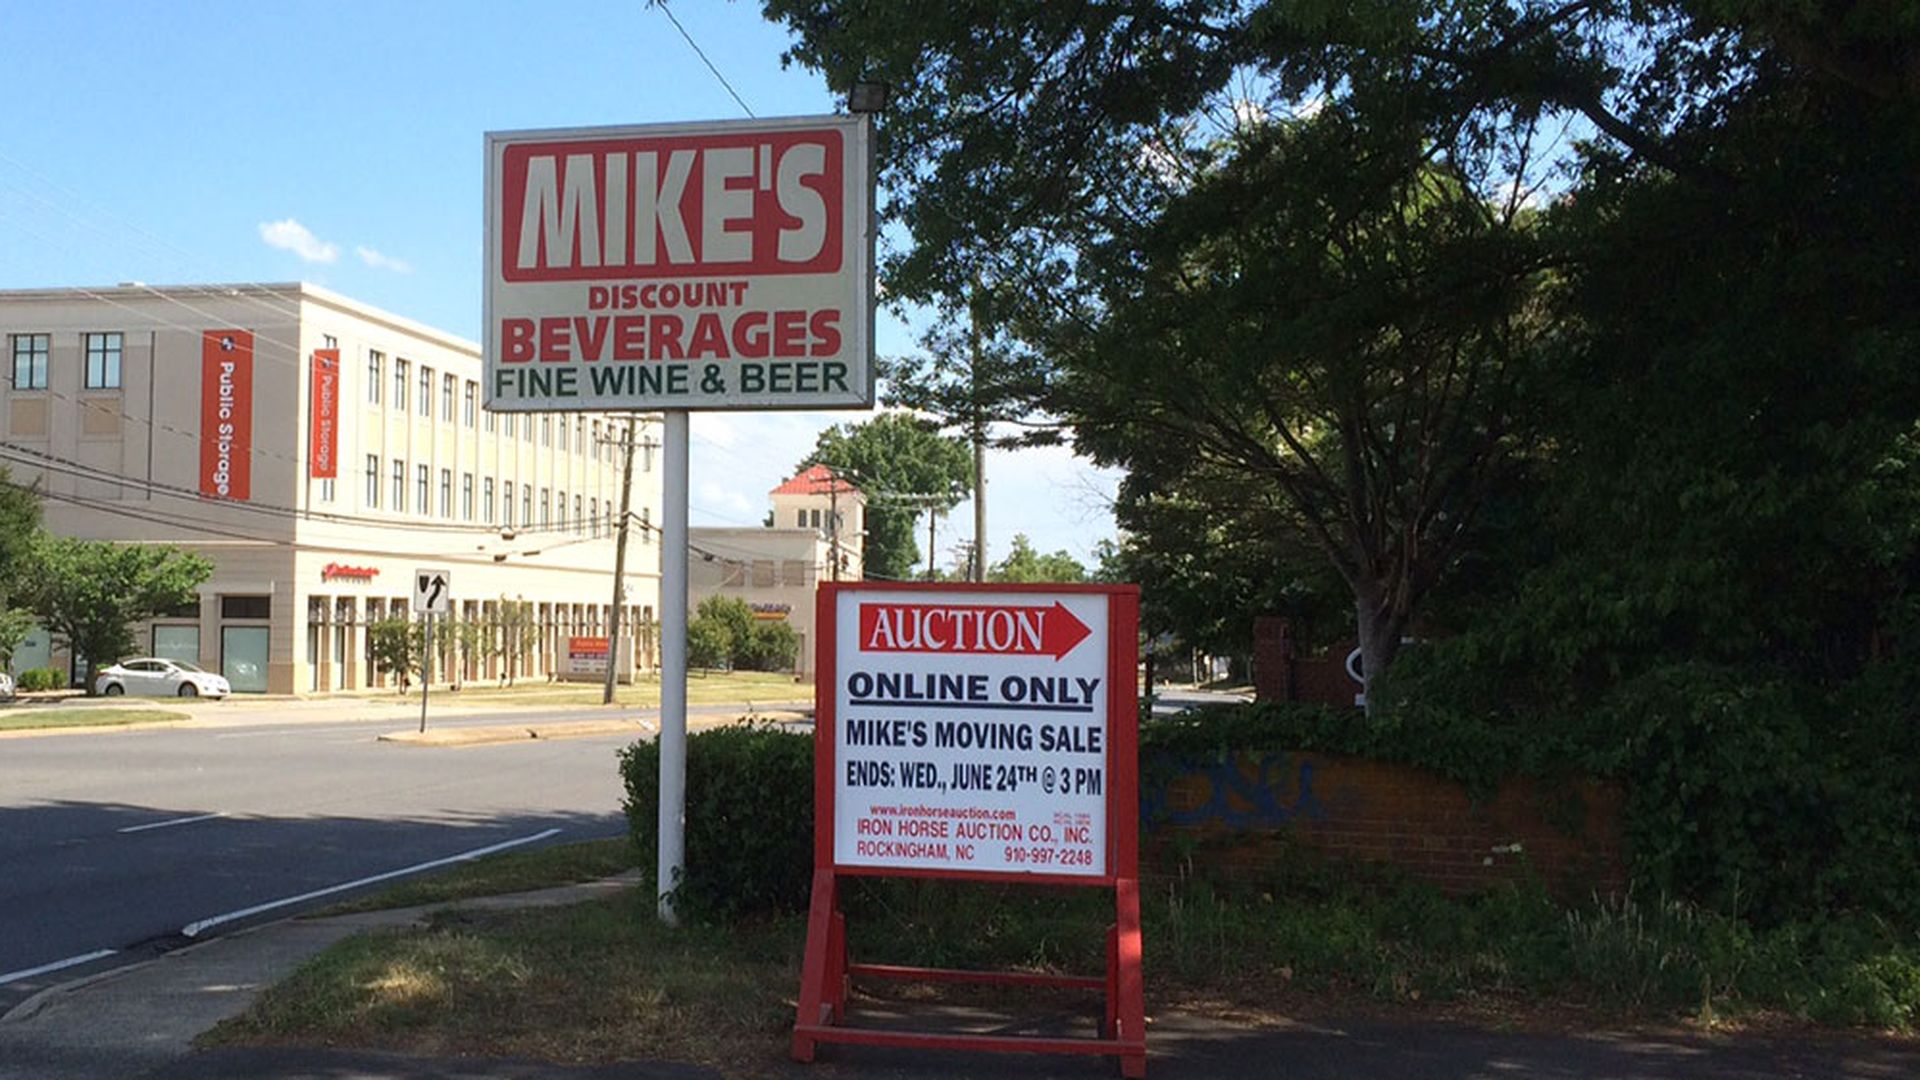 MIKE'S
DISCOUNT
BEVERAGES
FINE WINE & BEER
Public Storage
Public Storage
AUCTION
ONLINE ONLY
MIKE'S MOVING SALE
ENDS: WED., JUNE 24TH @ 3 PM
www.ironhorseauction.com
IRON HORSE AUCTION CO., INC.
ROCKINGHAM, NC 910-997-2248